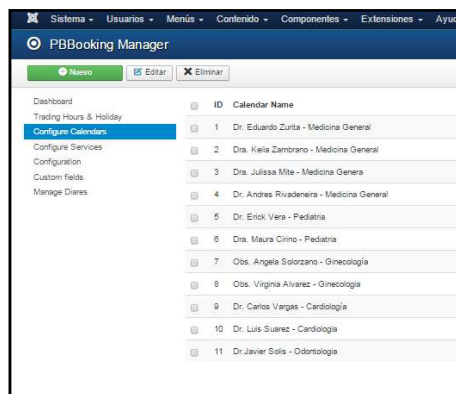 Sistema Usuarios Menús Contenido Componentes Extensiones Ayud
PBBooking Manager
Nuevo Editar Eliminar
Dashboard
Trading Hours & Holiday
Configure Calendars
Configure Services
Configuration
Custom fields
Manage Diares
ID Calendar Name
1 Dr. Eduardo Zurita - Medicina General
2 Dra. Keila Zambrano - Medicina General
3 Dra. Julissa Mite - Medicina Genera
4 Dr. Andres Rivadeneira - Medicina General
5 Dr. Erick Vera - Pediatria
6 Dra. Maura Cirino - Pediatria
7 Obs. Angela Solorzano - Ginecología
8 Obs. Virginia Alvarez - Ginecologia
9 Dr. Carlos Vargas - Cardiología
10 Dr. Luis Suarez - Cardiologia
11 Dr.Javier Solis - Odontologia